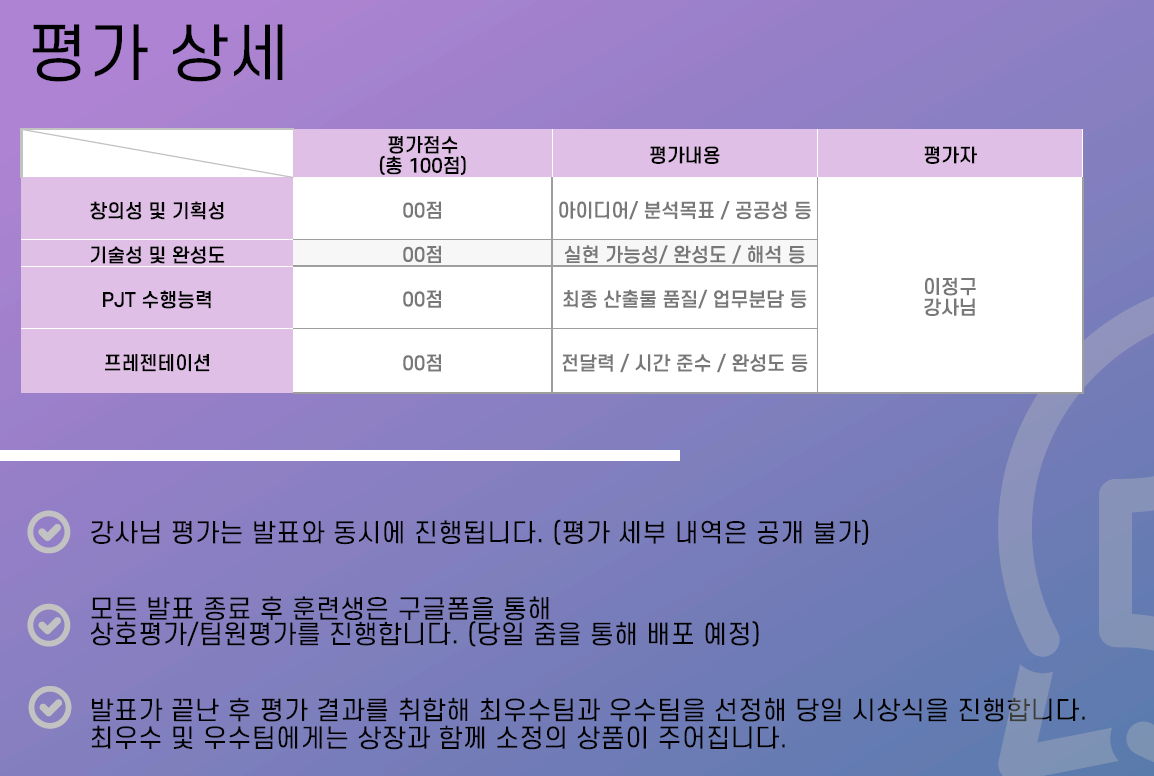 평가 상세
평가점수
(총 100점)
평가내용
평가자
창의성 및 기획성
00점
아이디어/ 분석목표 / 공공성 등
기술성 및 완성도
00점
실현 가능성/ 완성도 / 해석 등
PJT 수행능력
00점
최종 산출물 품질/ 업무분담 등
이정구
강사님
프레젠테이션
00점
전달력 / 시간 준수 / 완성도 등
강사님 평가는 발표와 동시에 진행됩니다. (평가 세부 내역은 공개 불가)
모든 발표 종료 후 훈련생은 구글폼을 통해
상호평가/팀원평가를 진행합니다. (당일 줌을 통해 배포 예정)
발표가 끝난 후 평가 결과를 취합해 최우수팀과 우수팀을 선정해 당일 시상식을 진행합니다.
최우수 및 우수팀에게는 상장과 함께 소정의 상품이 주어집니다.